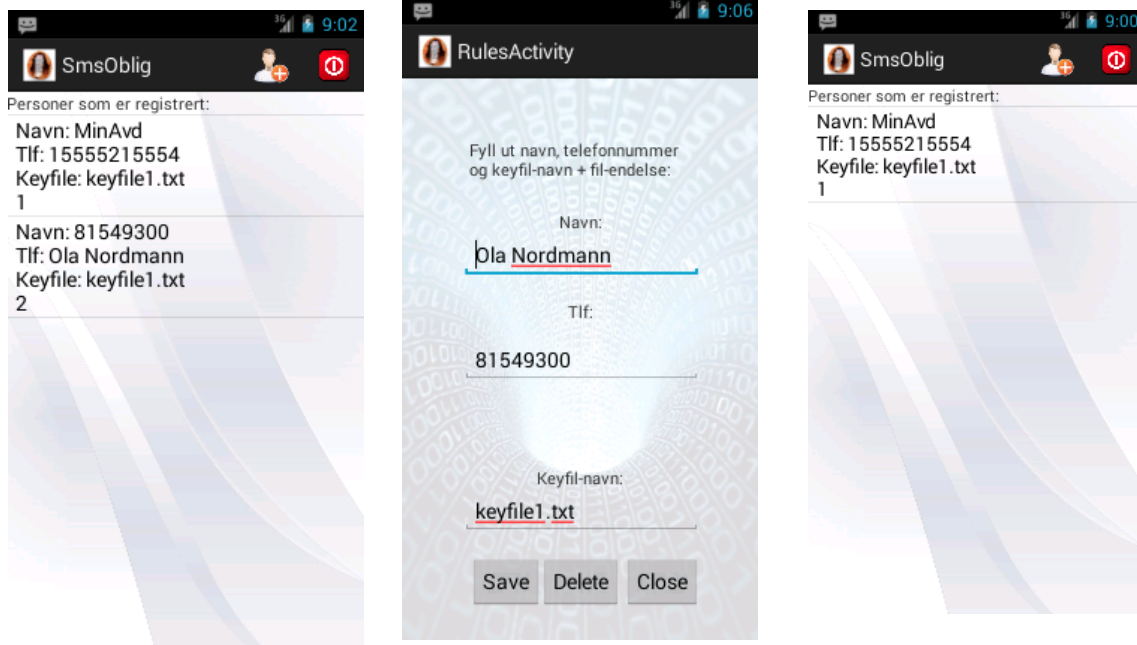 3G 9:02
SmsOblig
Personer som er registrert:
Navn: MinAvd
Tlf: 15555215554
Keyfile: keyfile1.txt
1
Navn: 81549300
Tlf: Ola Nordmann
Keyfile: keyfile1.txt
2
3G 9:06
RulesActivity
Fyll ut navn, telefonnummer
og keyfil-navn + fil-endelse:
Navn:
Ola Nordmann
Tlf:
81549300
Keyfil-navn:
keyfile1.txt
Save Delete Close
3G 9:00
SmsOblig
Personer som er registrert:
Navn: MinAvd
Tlf: 15555215554
Keyfile: keyfile1.txt
1